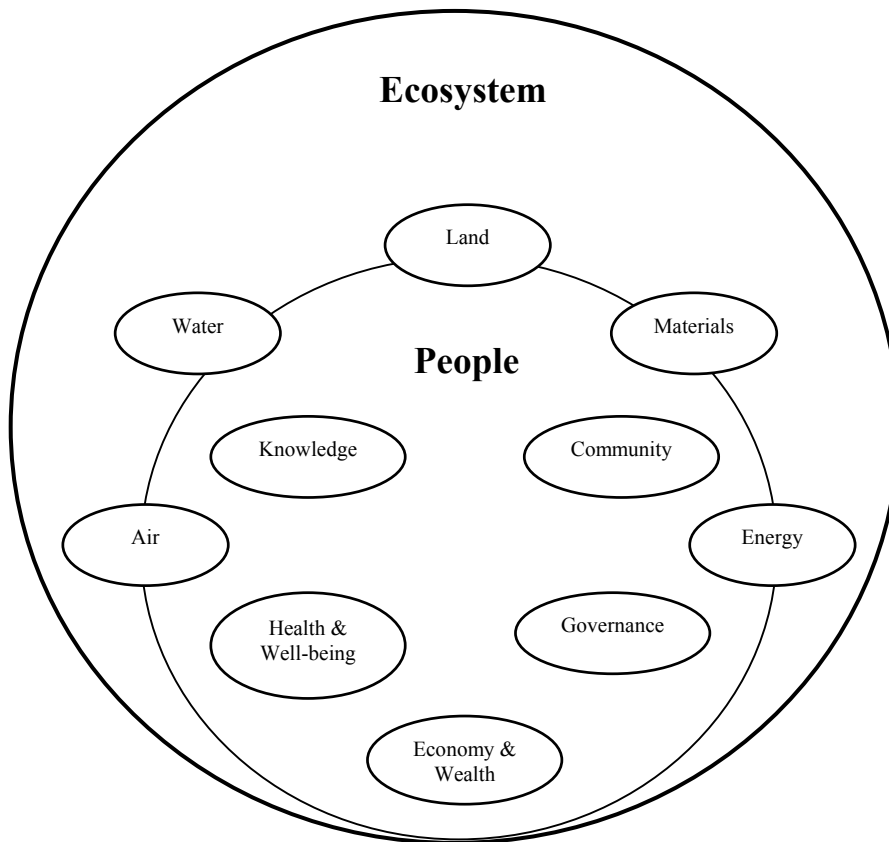 Ecosystem
Land
Water
Materials
People
Knowledge
Community
Air
Energy
Health &
Well-being
Governance
Economy &
Wealth